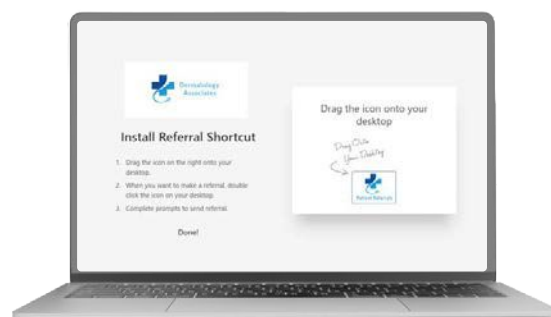 Dermatology
Associates
Install Referral Shortcut
1. Drag the icon on the right onto your
desktop.
2. When you want to make a referral, double
click the icon on your desktop.
3. Complete prompts to send referral.
Done!
Drag the icon onto your
desktop
Drag Onto
Your Desktop
Patient Referrals